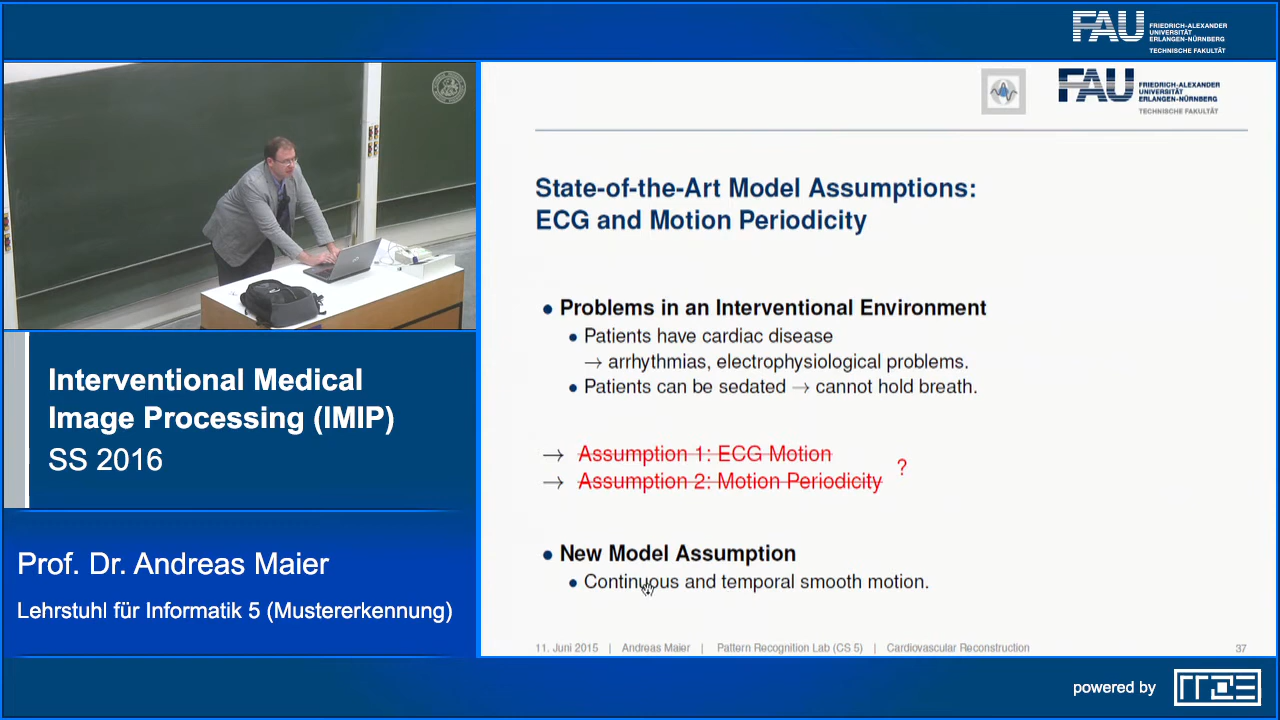 FAU
FRIEDRICH-ALEXANDER
UNIVERSITÄT
ERLANGEN-NÜRNBERG
TECHNISCHE FAKULTÄT
FAU
FRIEDRICH-ALEXANDER
UNIVERSITÄT
ERLANGEN-NÜRNBERG
TECHNISCHE FAKULTÄT
State-of-the-Art Model Assumptions:
ECG and Motion Periodicity
• Problems in an Interventional Environment
• Patients have cardiac disease
→ arrhythmias, electrophysiological problems.
• Patients can be sedated → cannot hold breath.
→ Assumption 1: ECG Motion
→ Assumption 2: Motion Periodicity
?
• New Model Assumption
• Continuous and temporal smooth motion.
11. Juni 2015 | Andreas Maier | Pattern Recognition Lab (CS 5) | Cardiovascular Reconstruction 37
Interventional Medical
Image Processing (IMIP)
SS 2016
Prof. Dr. Andreas Maier
Lehrstuhl für Informatik 5 (Mustererkennung)
powered by